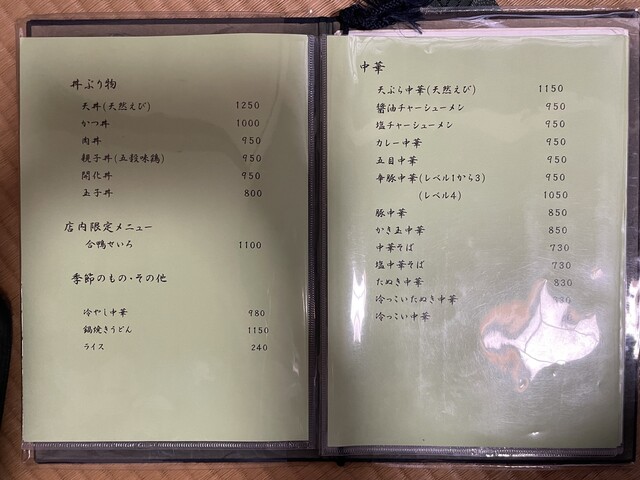 丼ぶり物
天丼(天然えび) 1250
かつ丼 1000
肉丼 950
親子丼(五穀味鶏) 950
開化丼 950
玉子丼 800
店内限定メニュー
合鴨せいろ 1100
季節のもの・その他
冷やし中華 980
鍋焼きうどん 1150
ライス 240
中華
天ぷら中華(天然えび) 1150
醤油チャーシューメン 950
塩チャーシューメン 950
カレー中華 950
五目中華 950
辛豚中華(レベル1から3) 950
(レベル4) 1050
豚中華 850
かき玉中華 850
中華そば 730
塩中華そば 730
たぬき中華 830
冷っこいたぬき中華
冷っこい中華